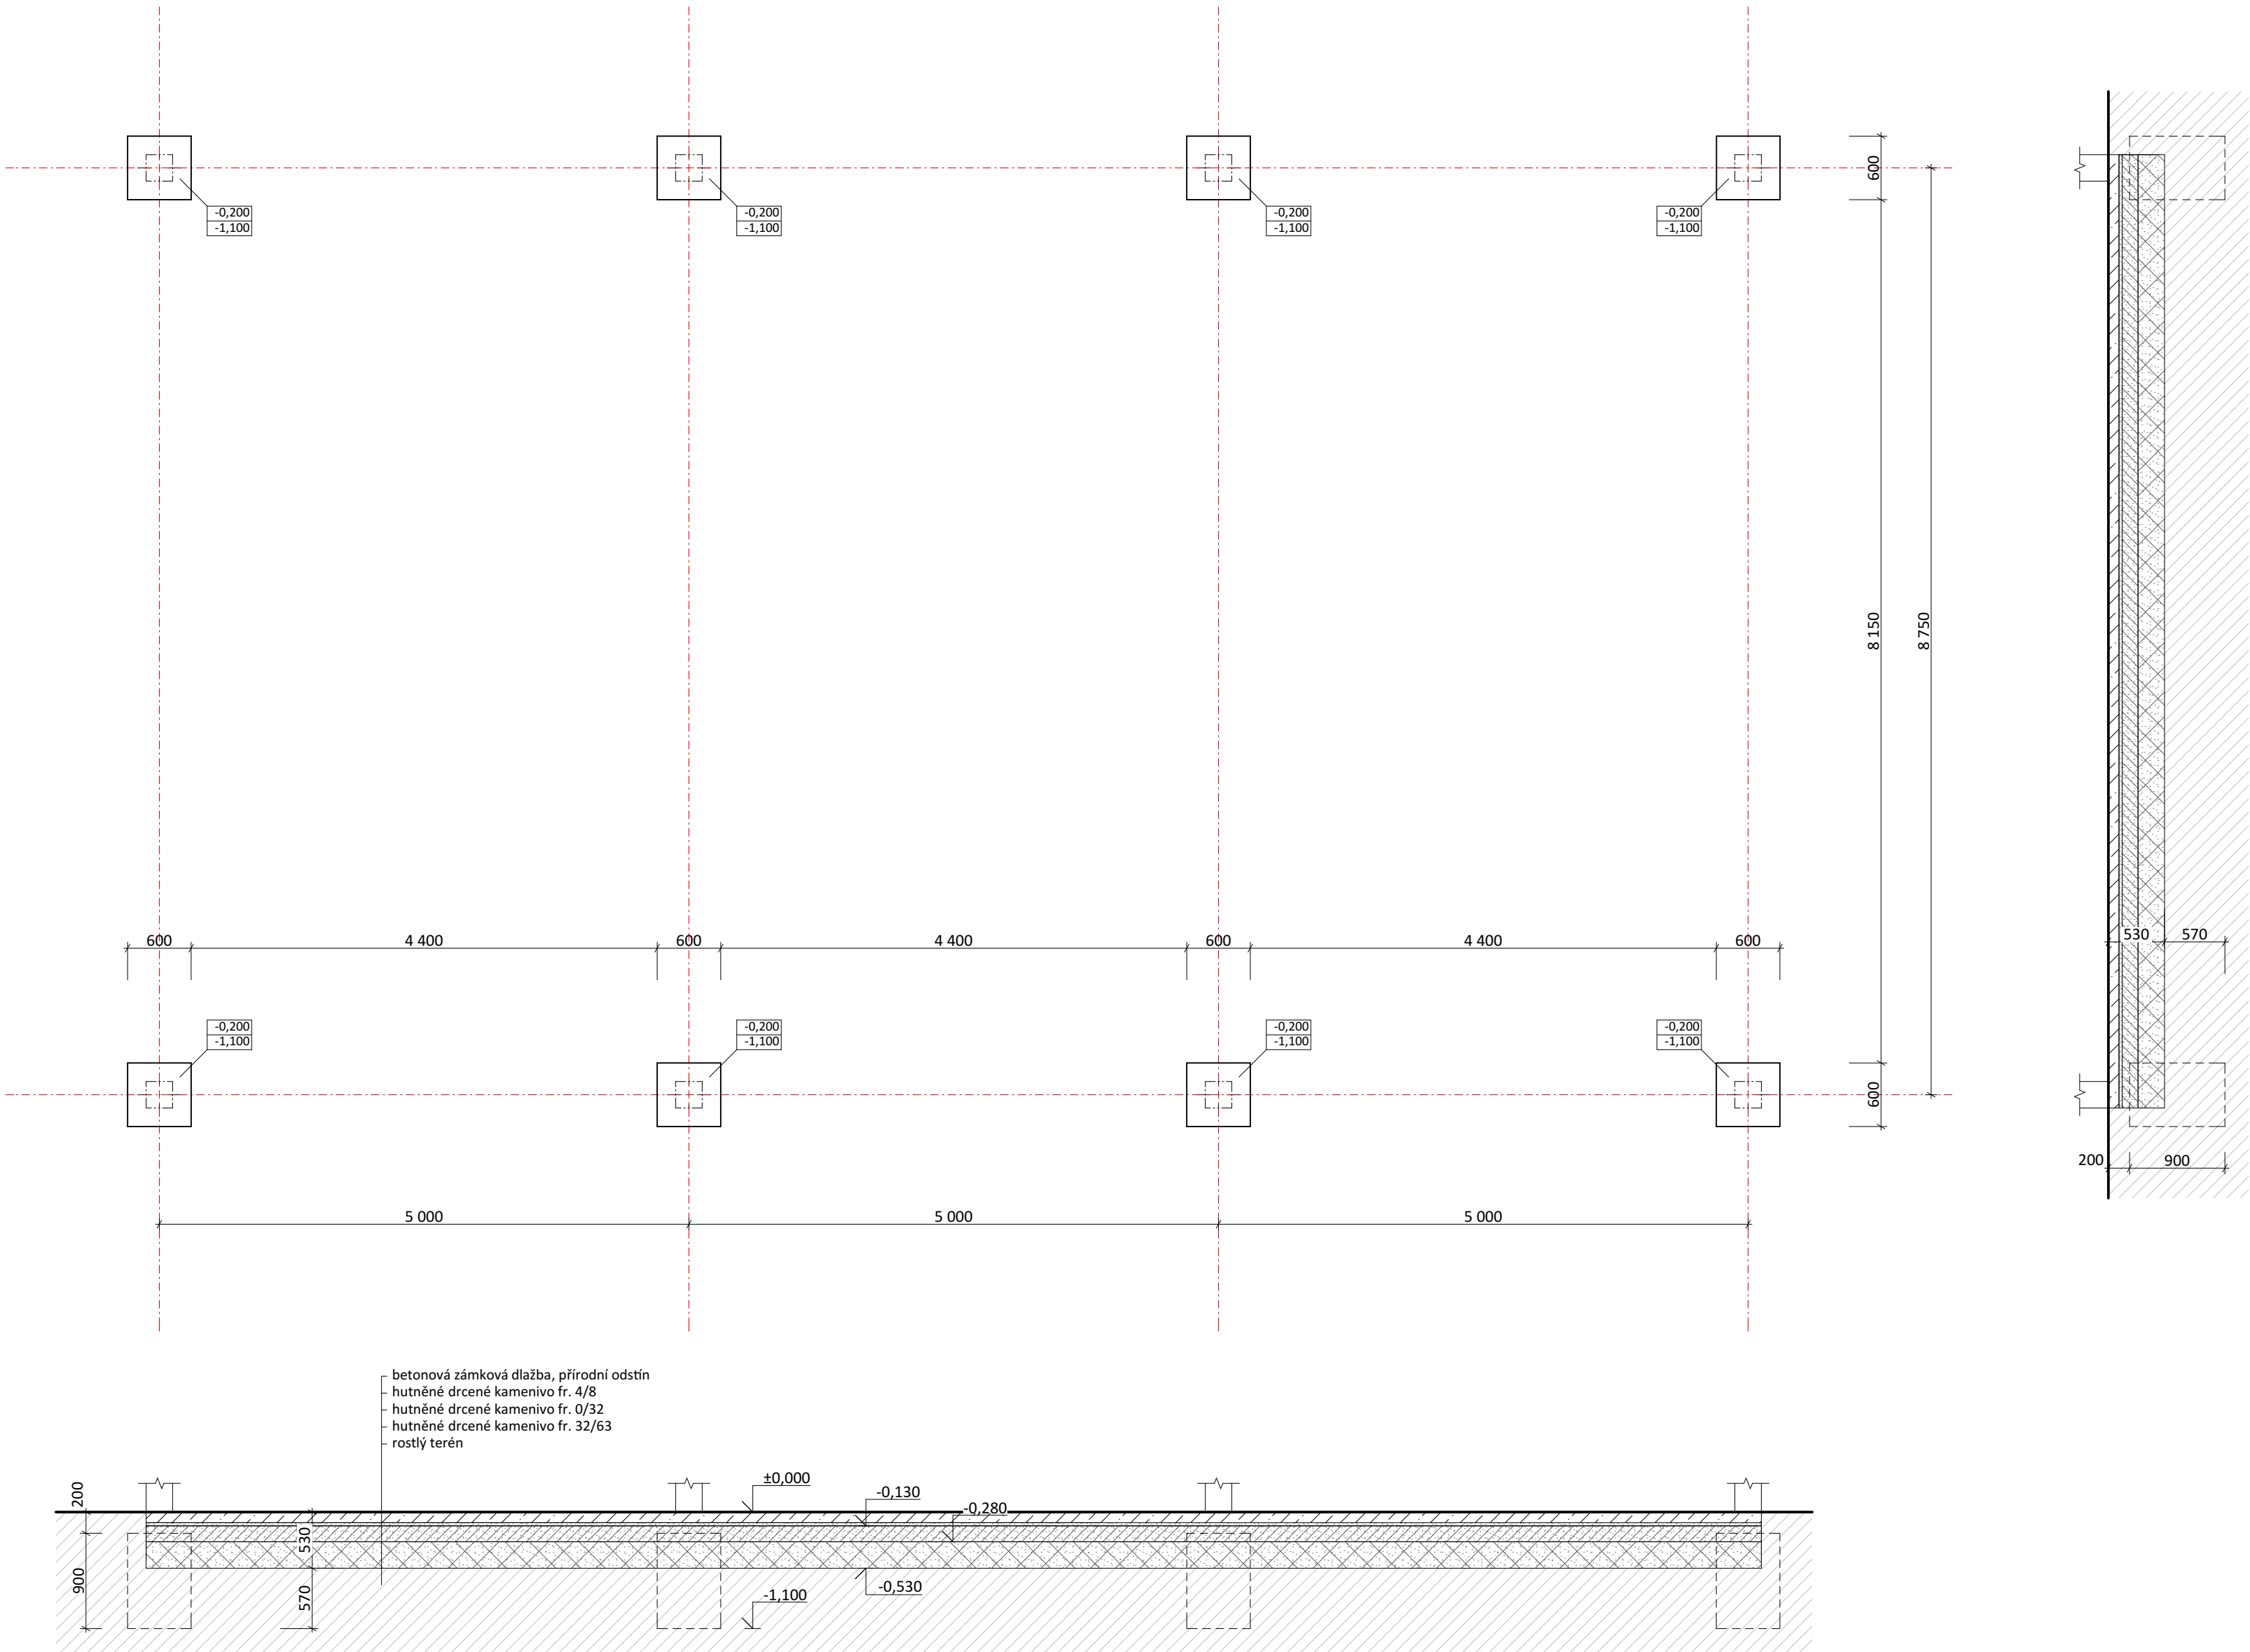 600
-0,200 -0,200 -0,200 -0,200
-1,100 -1,100 -1,100 -1,100
8 150
8 750
600 4 400 600 4 400 600 4 400 600
530 570
-0,200 -0,200 -0,200 -0,200
-1,100 -1,100 -1,100 -1,100
600
200 900
5 000 5 000 5 000
betonová zámková dlažba, přírodní odstín
hutněné drcené kamenivo fr. 4/8
hutněné drcené kamenivo fr. 0/32
hutněné drcené kamenivo fr. 32/63
rostlý terén
±0,000
-0,130
-0,280
200
530
900
570
-0,530
-1,100